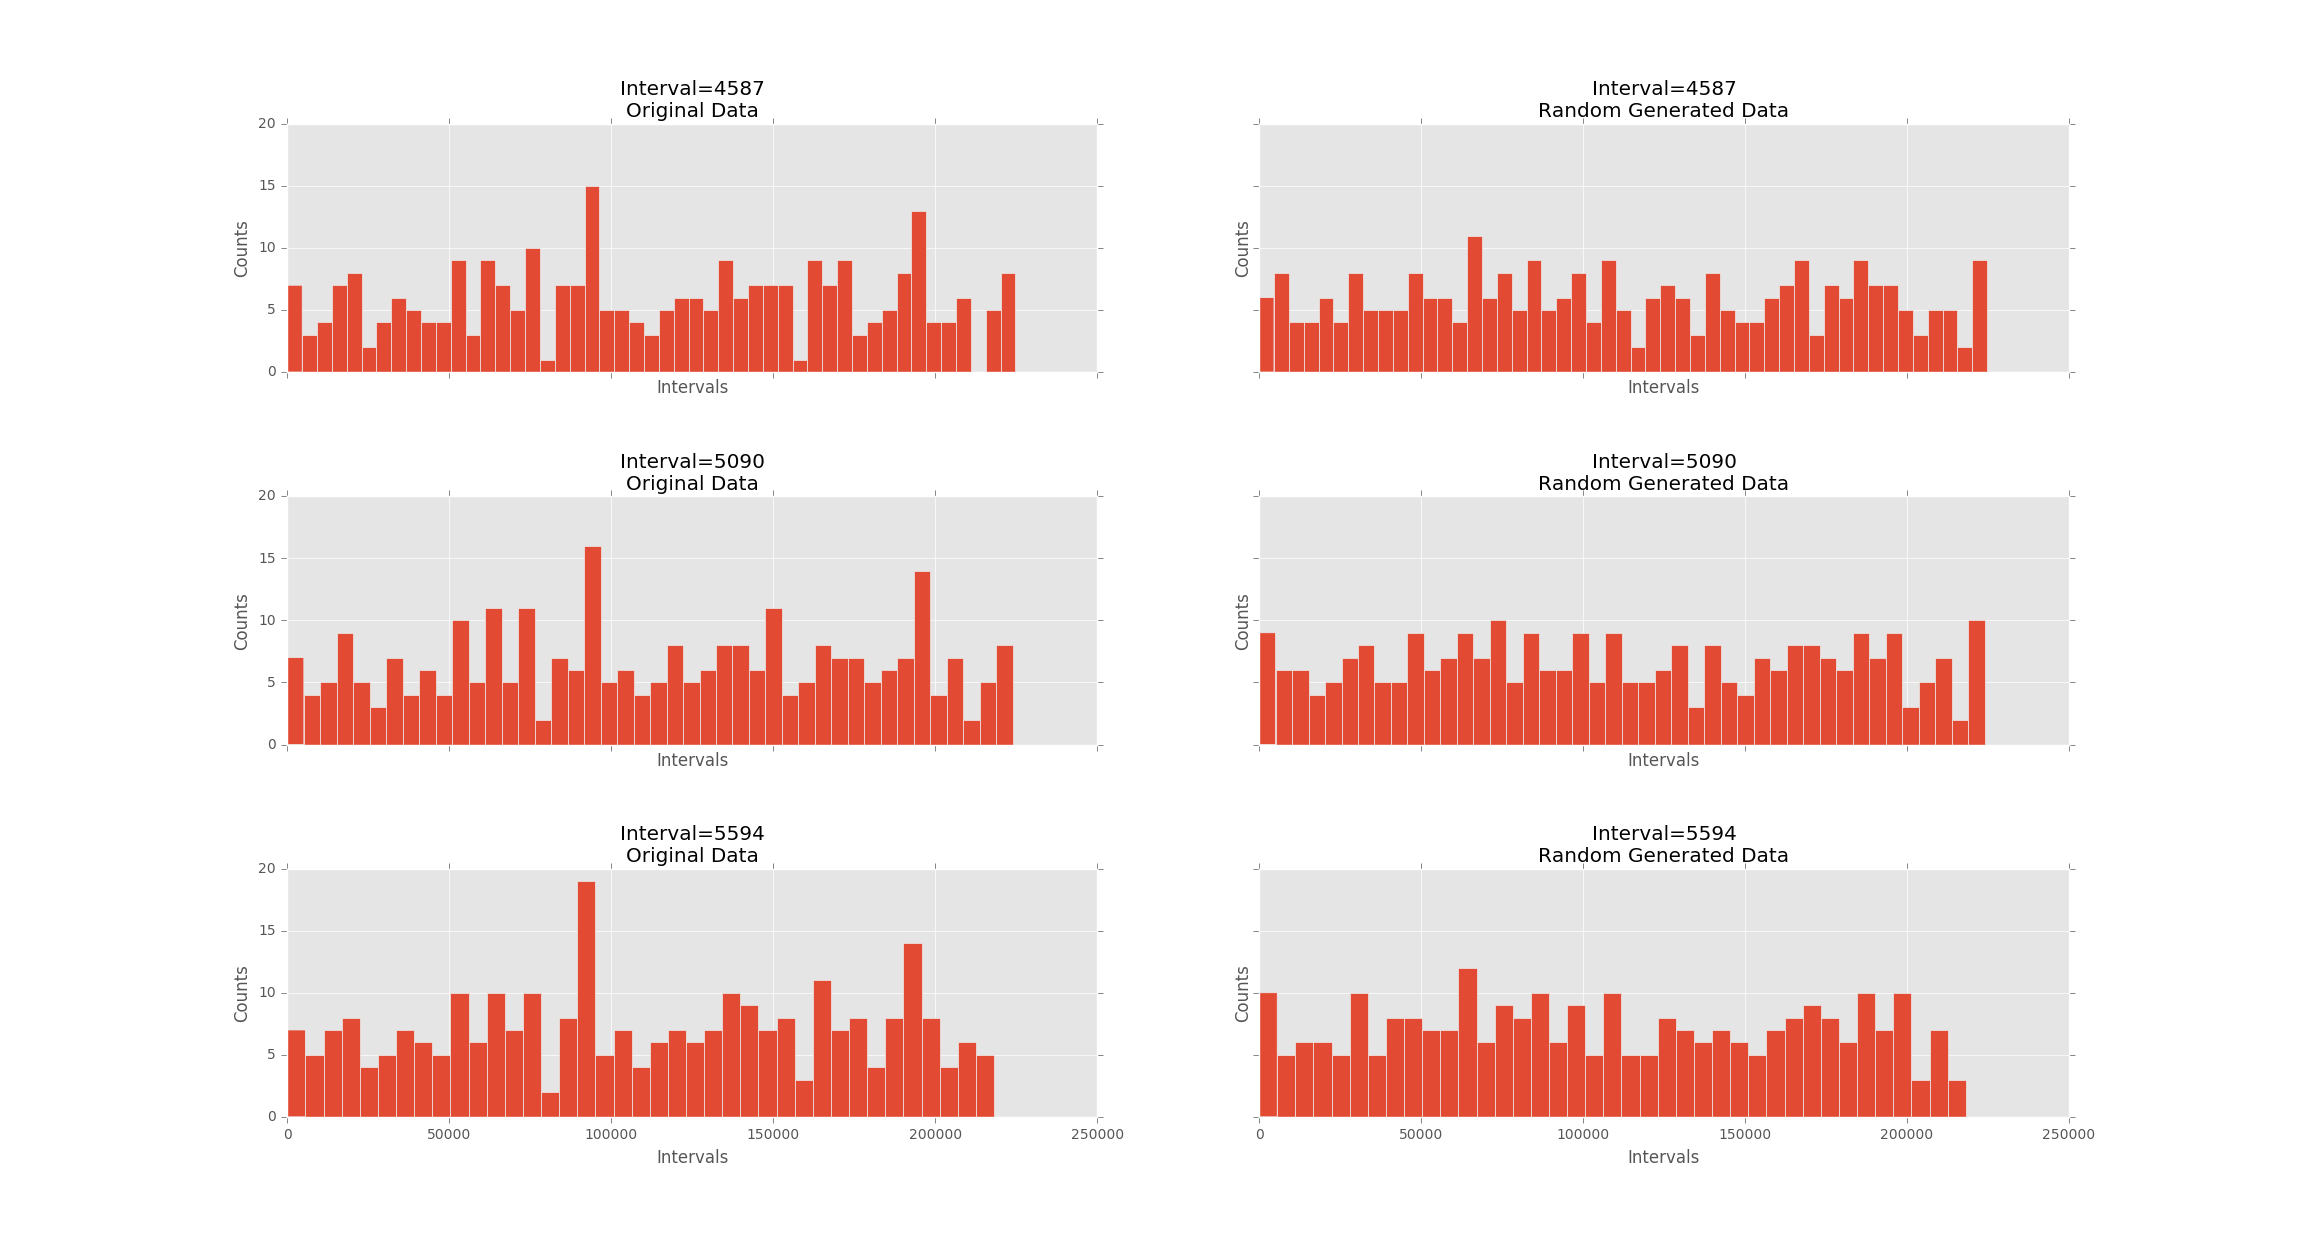 Interval=4587
Original Data
20
15
10
5
0
Counts
Intervals
Interval=4587
Random Generated Data
Counts
Intervals
Interval=5090
Original Data
20
15
10
5
0
Counts
Intervals
Interval=5090
Random Generated Data
Counts
Intervals
Interval=5594
Original Data
20
15
10
5
0
Counts
0 50000 100000 150000 200000 250000
Intervals
Interval=5594
Random Generated Data
Counts
0 50000 100000 150000 200000 250000
Intervals